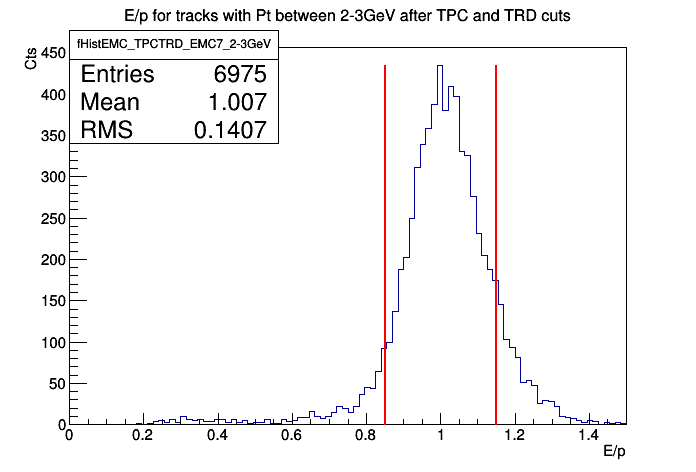 E/p for tracks with Pt between 2-3GeV after TPC and TRD cuts
fHistEMC_TPCTRD_EMC7_2-3GeV
Entries 6975
Mean 1.007
RMS 0.1407
Cts
450
400
350
300
250
200
150
100
50
0
0 0.2 0.4 0.6 0.8 1 1.2 1.4
E/p